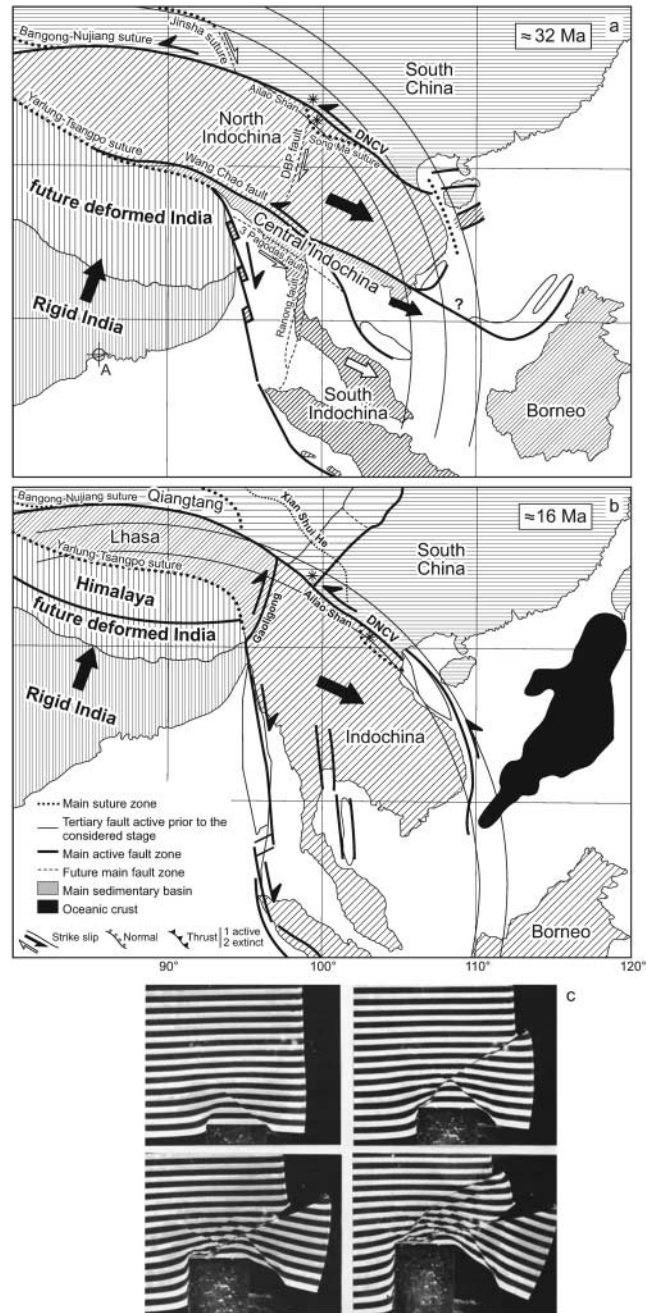 ≈ 32 Ma
a
Jinsha suture
Bangong-Nujiang suture
South
China
Ailao Shan
DNCV
North
Indochina
Song Ma suture
Yarlung-Tsangpo suture
DBP fault
Wang Chao fault
future deformed India
Central Indochina
3 Pagodas fault
Rigid India
Ranong fault
?
A
South
Indochina
Borneo
b
≈16 Ma
Bangong-Nujiang suture
Qiangtang
Xian Shui He
South
China
Lhasa
Yarlung-Tsangpo suture
Himalaya
future deformed India
Gaoligong
Ailao Shan
DNCV
Rigid India
Indochina
Main suture zone
Tertiary fault active prior to the
considered stage
Main active fault zone
Future main fault zone
Main sedimentary basin
Oceanic crust
Strike slip
Normal
Thrust
1 active
2 extinct
Borneo
90°
100°
110°
120°
c